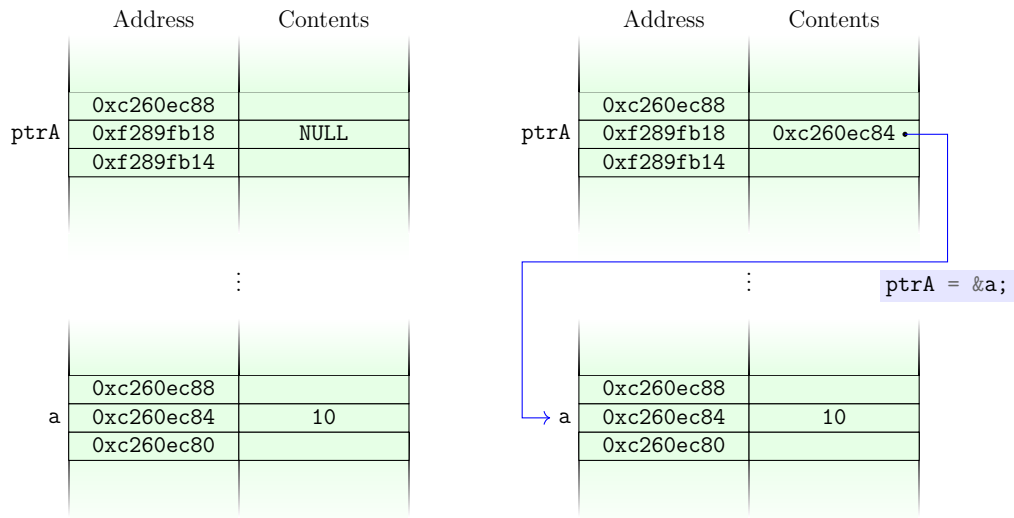 Address Contents Address Contents
0xc260ec88 0xc260ec88
ptrA 0xf289fb18 NULL ptrA 0xf289fb18 0xc260ec84
0xf289fb14 0xf289fb14
⋮ ⋮
ptrA = &a;
0xc260ec88 0xc260ec88
a 0xc260ec84 10 a 0xc260ec84 10
0xc260ec80 0xc260ec80